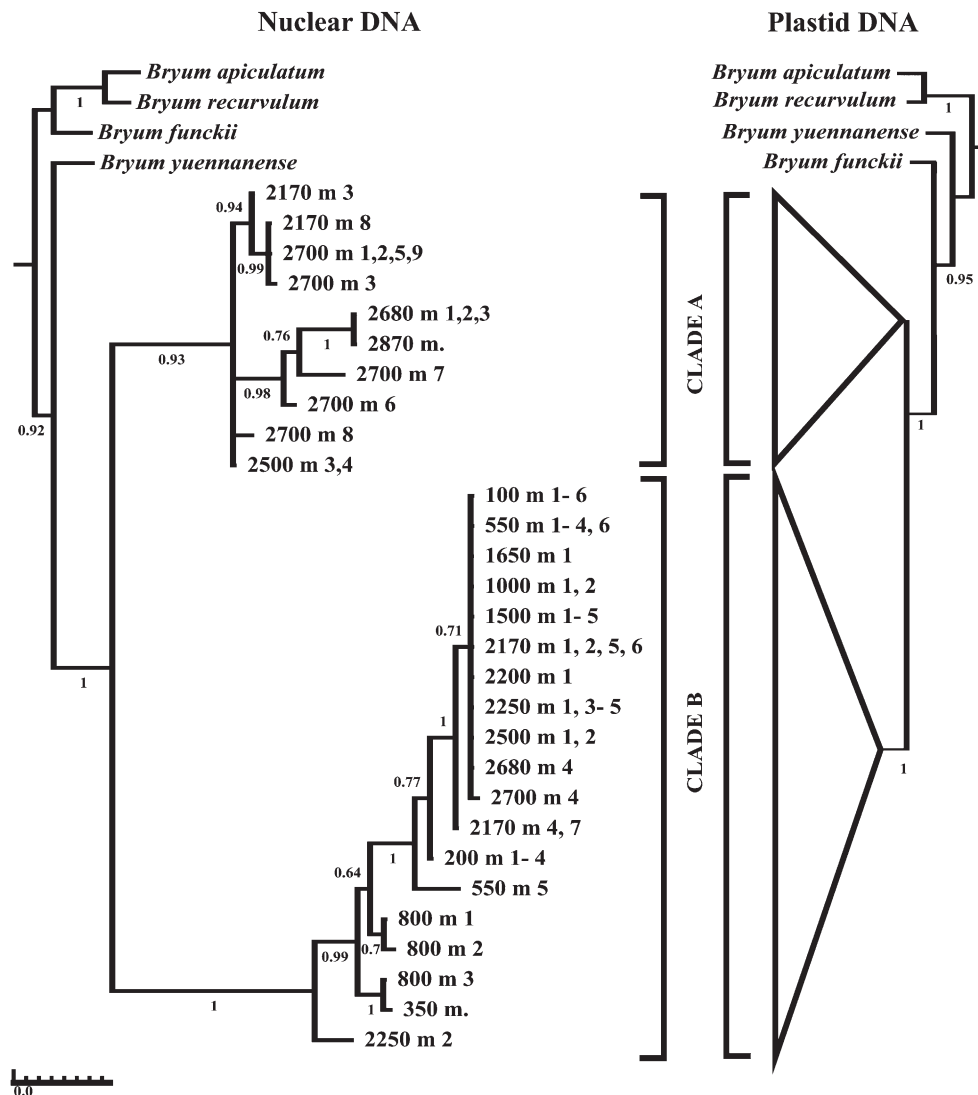 Nuclear DNA
Plastid DNA
Bryum apiculatum
Bryum recurvulum
1
Bryum funckii
Bryum yuennanense
2170 m 3
0.94
2170 m 8
2700 m 1,2,5,9
0.99
2700 m 3
2680 m 1,2,3
0.76
1
2870 m.
0.93
2700 m 7
0.98
2700 m 6
0.92
2700 m 8
2500 m 3,4
100 m 1- 6
550 m 1- 4, 6
1650 m 1
1000 m 1, 2
1500 m 1- 5
0.71
2170 m 1, 2, 5, 6
1
2200 m 1
2250 m 1, 3- 5
1
2500 m 1, 2
2680 m 4
0.77
2700 m 4
2170 m 4, 7
1
200 m 1- 4
0.64
550 m 5
800 m 1
0.7
800 m 2
0.99
800 m 3
1
1
350 m.
2250 m 2
0.0
CLADE A
CLADE B
Bryum apiculatum
Bryum recurvulum
1
Bryum yuennanense
Bryum funckii
0.95
1
1